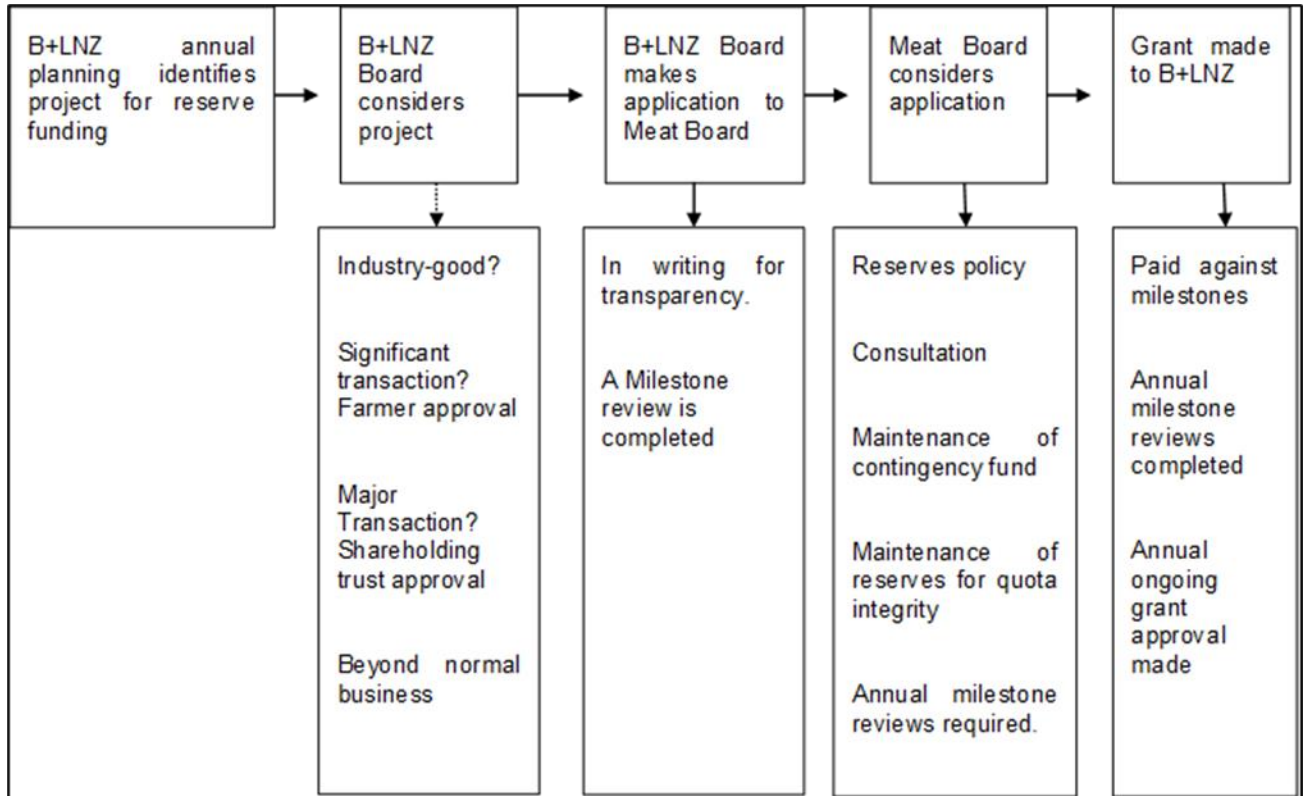 B+LNZ annual
planning identifies
project for reserve
funding
B+LNZ
Board
considers
project
B+LNZ Board
makes
application to
Meat Board
Meat Board
considers
application
Grant made
to B+LNZ
Industry-good?
Significant
transaction?
Farmer approval
Major
Transaction?
Shareholding
trust approval
Beyond normal
business
In writing for
transparency.
A Milestone
review is
completed
Reserves policy
Consultation
Maintenance of
contingency fund
Maintenance of
reserves for quota
integrity
Annual milestone
reviews required.
Paid against
milestones
Annual
milestone
reviews
completed
Annual
ongoing
grant
approval
made